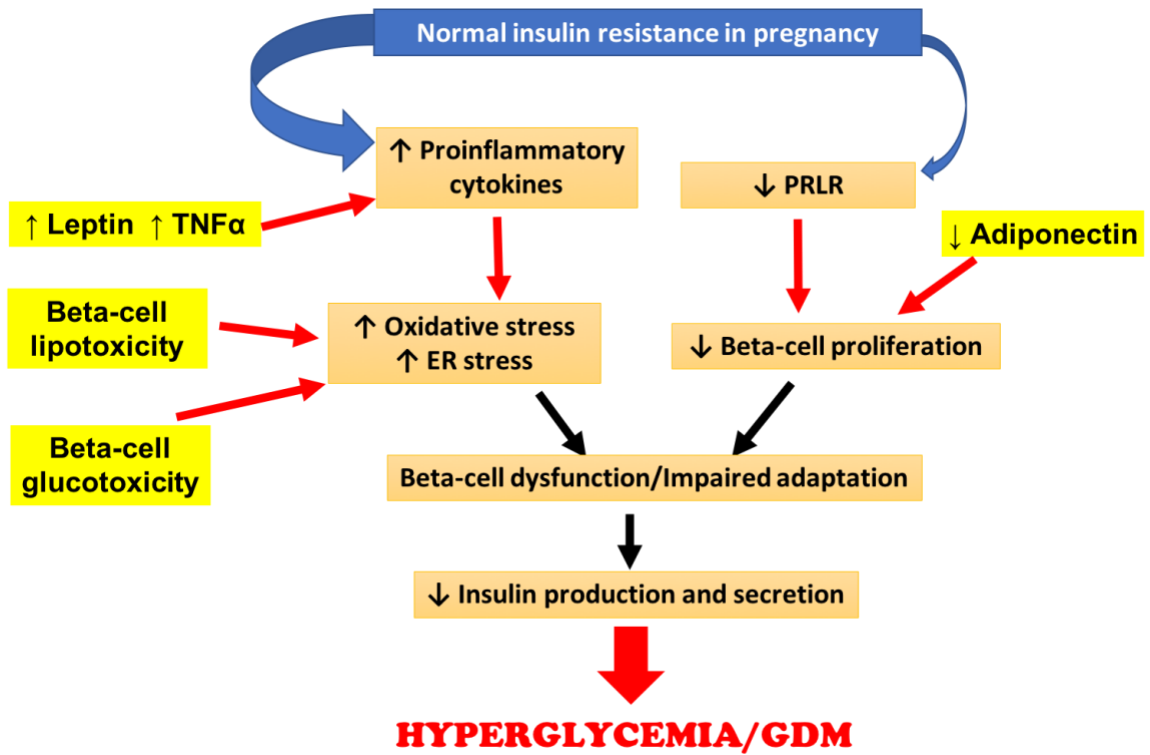 Normal insulin resistance in pregnancy
↑ Proinflammatory
cytokines
↓ PRLR
↑ Leptin ↑ TNFα
↓ Adiponectin
Beta-cell
lipotoxicity
↑ Oxidative stress
↑ ER stress
↓ Beta-cell proliferation
Beta-cell
glucotoxicity
Beta-cell dysfunction/Impaired adaptation
↓ Insulin production and secretion
HYPERGLYCEMIA/GDM